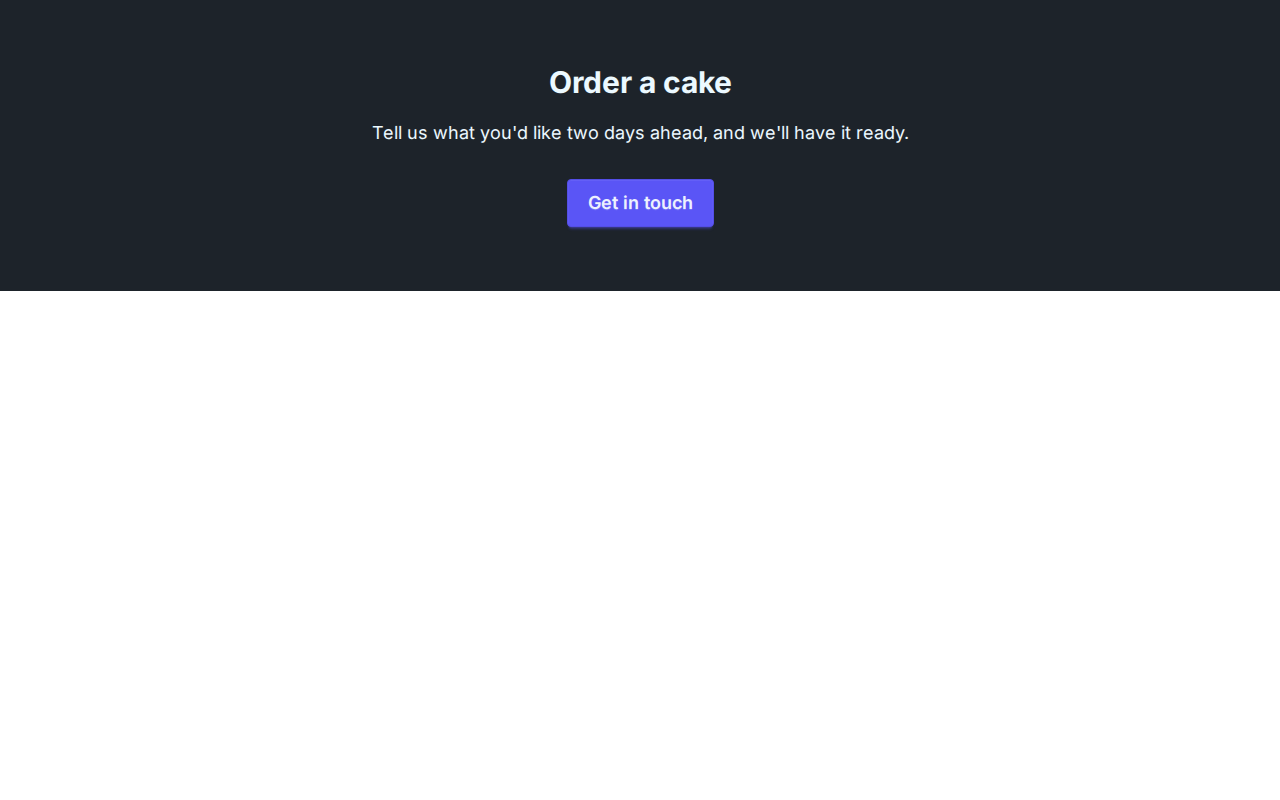 Order a cake
Tell us what you'd like two days ahead, and we'll have it ready.
Get in touch